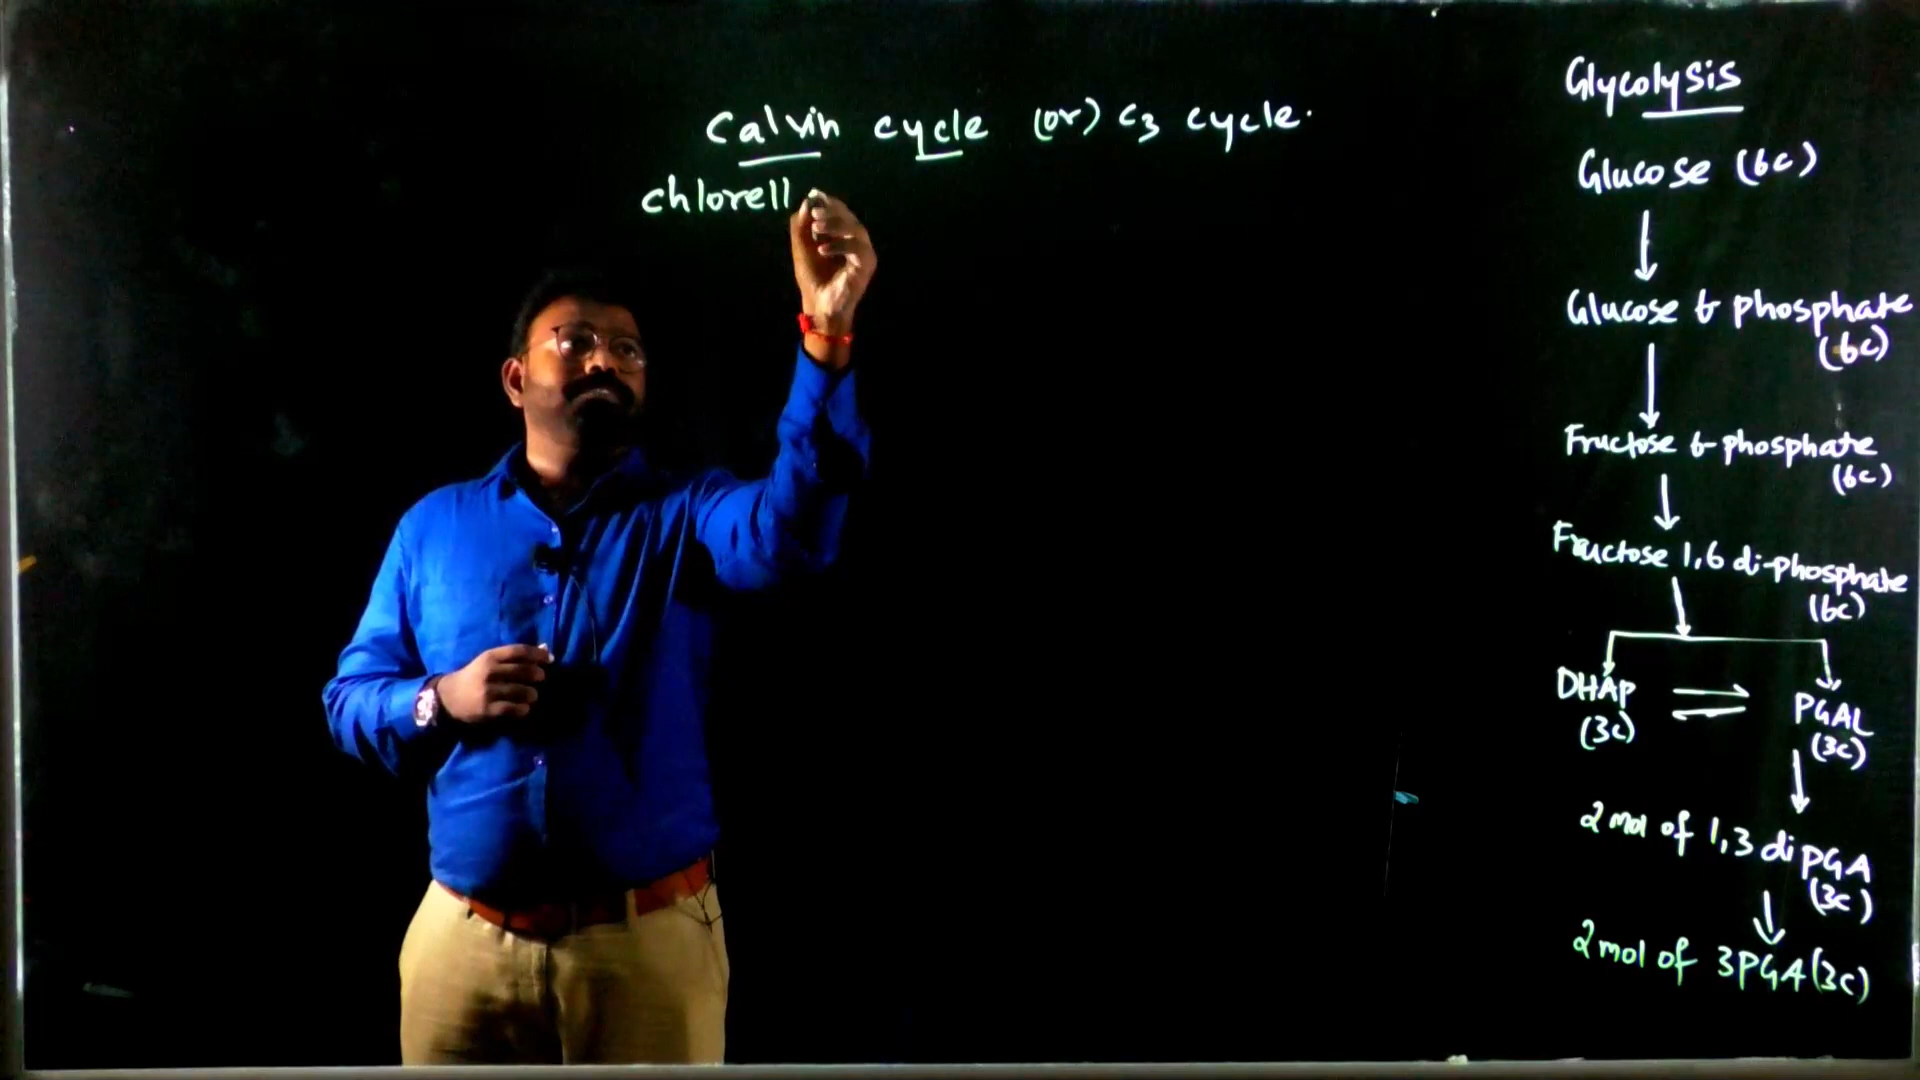 Calvin cycle (or) C3 cycle.
chlorell
Glycolysis
Glucose (6c)
Glucose 6 phosphate
(6c)
Fructose 6-phosphate
(6c)
Fructose 1,6 di-phosphate
(6c)
DHAP
(3c)
PGAL
(3c)
2 mol of 1,3 di PGA
(3c)
2 mol of 3PGA (3c)